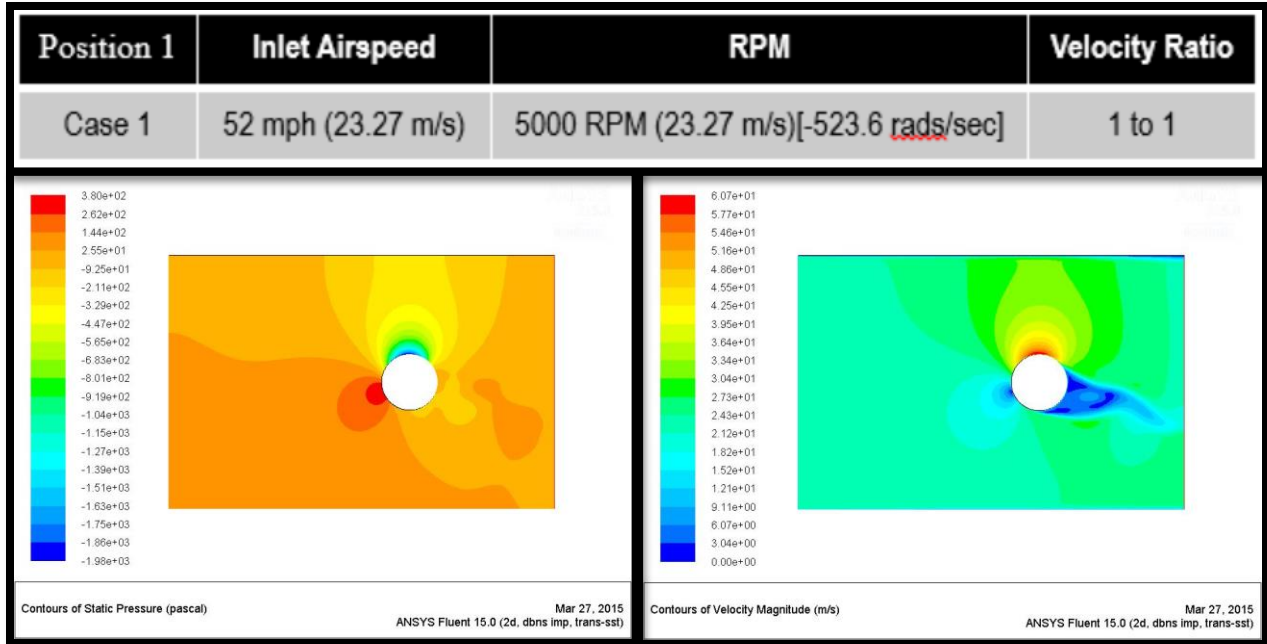 Position 1 Inlet Airspeed RPM Velocity Ratio
Case 1 52 mph (23.27 m/s) 5000 RPM (23.27 m/s)[-523.6 rads/sec] 1 to 1
3.80e+02
2.62e+02
1.44e+02
2.55e+01
-9.25e+01
-2.11e+02
-3.29e+02
-4.47e+02
-5.65e+02
-6.83e+02
-8.01e+02
-9.19e+02
-1.04e+03
-1.15e+03
-1.27e+03
-1.39e+03
-1.51e+03
-1.63e+03
-1.75e+03
-1.86e+03
-1.98e+03
Contours of Static Pressure (pascal) Mar 27, 2015
ANSYS Fluent 15.0 (2d, dbns imp, trans-sst)
6.07e+01
5.77e+01
5.46e+01
5.16e+01
4.86e+01
4.55e+01
4.25e+01
3.95e+01
3.64e+01
3.34e+01
3.04e+01
2.73e+01
2.43e+01
2.12e+01
1.82e+01
1.52e+01
1.21e+01
9.11e+00
6.07e+00
3.04e+00
0.00e+00
Contours of Velocity Magnitude (m/s) Mar 27, 2015
ANSYS Fluent 15.0 (2d, dbns imp, trans-sst)